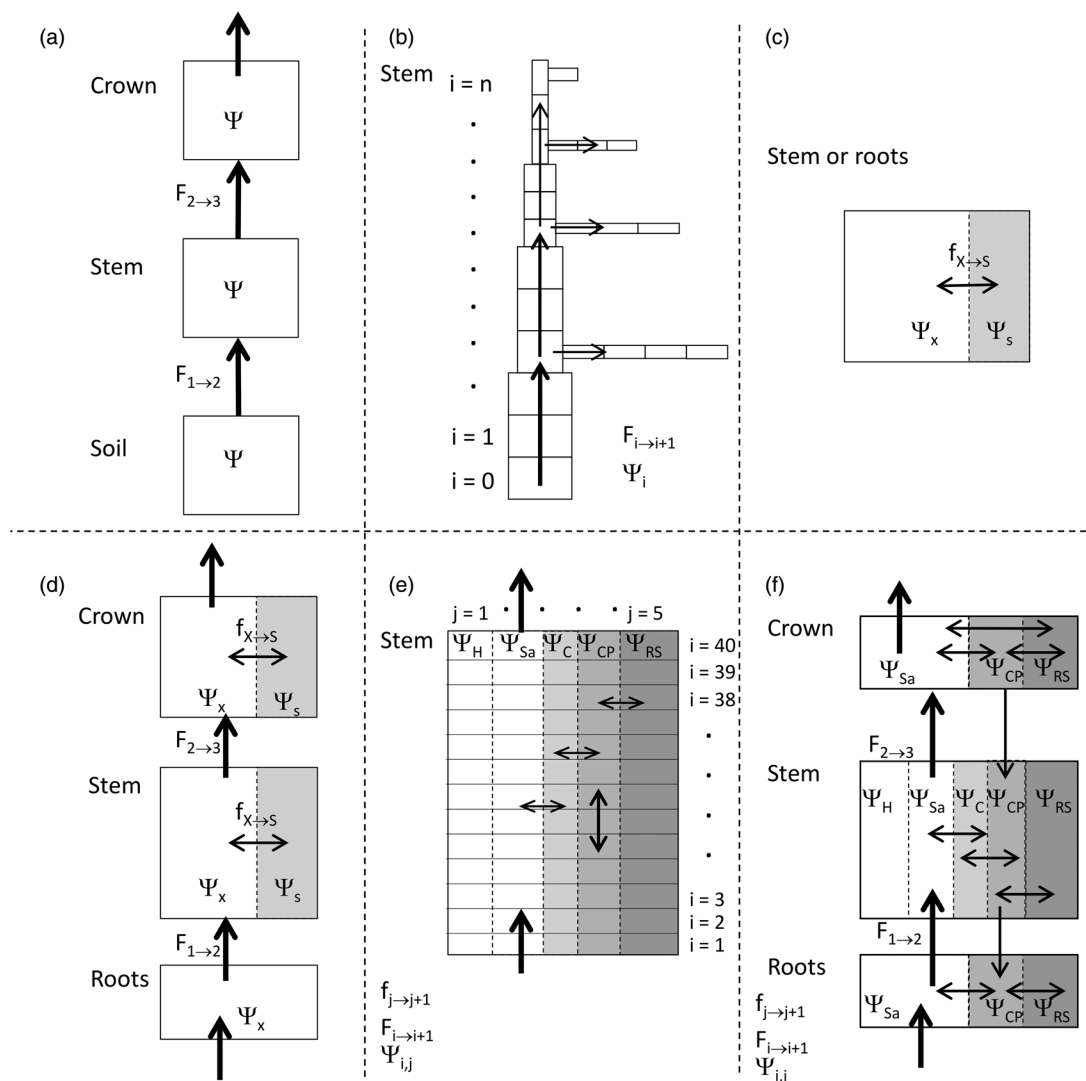 (a)
Crown
Ψ
F2→3
Stem
Ψ
F1→2
Soil
Ψ
(b)
Stem
i = n
i = 1
i = 0
Fi→i+1
Ψi
(c)
Stem or roots
fX→S
Ψx Ψs
(d)
Crown
fX→S
Ψx Ψs
F2→3
Stem
fX→S
Ψx Ψs
F1→2
Roots
Ψx
(e)
j = 1 j = 5
Stem
ΨH ΨSa ΨC ΨCP ΨRS
i = 40
i = 39
i = 38
i = 3
i = 2
i = 1
fj→j+1
Fi→i+1
Ψi,j
(f)
Crown
ΨSa ΨCP ΨRS
F2→3
Stem
ΨH ΨSa ΨC ΨCP ΨRS
F1→2
Roots
ΨSa ΨCP ΨRS
fj→j+1
Fi→i+1
Ψi,j